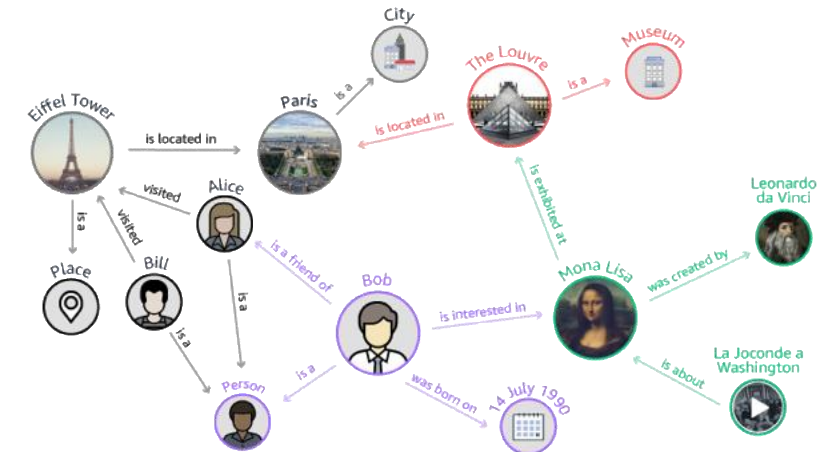 City
The Louvre
Museum
is a
is a
Eiffel Tower
Paris
is located in
is located in
visited
Alice
is exhibited at
Leonardo
da Vinci
is a
visited
Place
Bill
is a friend of
Bob
Mona Lisa
was created by
is a
is interested in
is a
La Joconde a
Washington
is about
Person
is a
was born on
14 July 1990